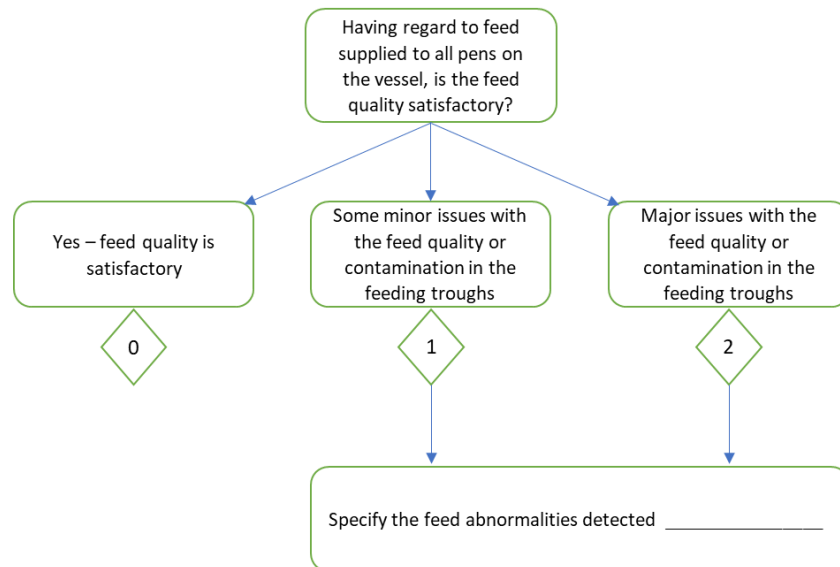 Having regard to feed
supplied to all pens on
the vessel, is the feed
quality satisfactory?
Yes – feed quality is
satisfactory
Some minor issues with
the feed quality or
contamination in the
feeding troughs
Major issues with the
feed quality or
contamination in the
feeding troughs
0
1
2
Specify the feed abnormalities detected _________________